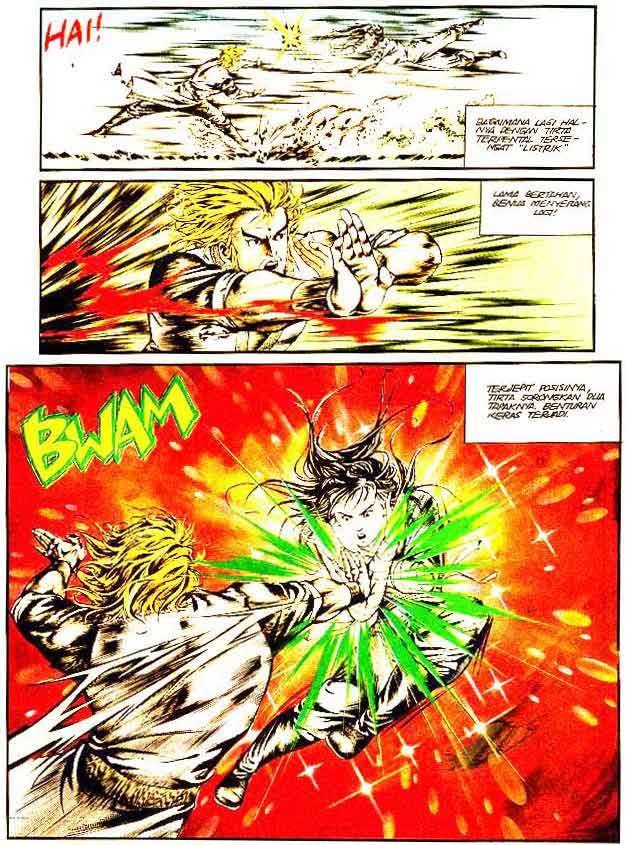 HAI!
BAGAIMANA LAGI HAL-
NYA DENGAN TIRTA
TERPENTAL TERSE-
NGAT "LISTRIK"
LAMA BERTAHAN,
BENUA MENYERANG
LAGI!
TERJEPIT POSISINYA,
TIRTA SORONGKAN DUA
TAPAKNYA. BENTURAN
KERAS TERJADI.
BWAM